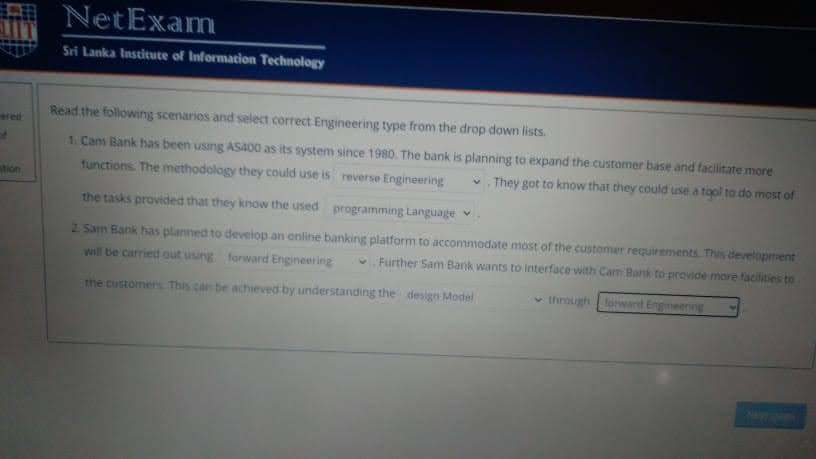 NetExam
Sri Lanka Institute of Information Technology
ered
of
stion
Read the following scenarios and select correct Engineering type from the drop down lists.
1. Cam Bank has been using AS400 as its system since 1980. The bank is planning to expand the customer base and facilitate more
functions. The methodology they could use is reverse Engineering . They got to know that they could use a tool to do most of
the tasks provided that they know the used programming Language .
2. Sam Bank has planned to develop an online banking platform to accommodate most of the customer requirements. This development
will be carried out using forward Engineering . Further Sam Bank wants to interface with Cam Bank to provide more facilities to
the customers. This can be achieved by understanding the design Model through forward Engineering .
Next page